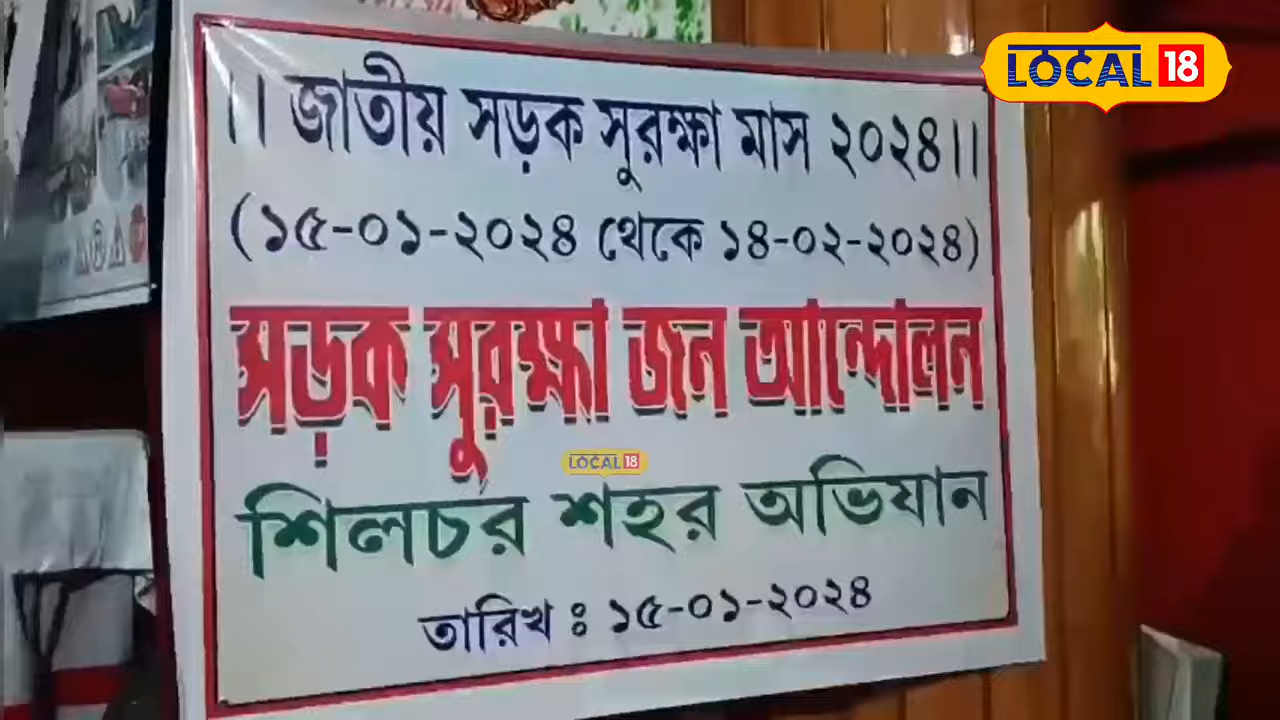 LOCAL 18
।। জাতীয় সড়ক সুরক্ষা মাস ২০২৪।।
(১৫-০১-২০২৪ থেকে ১৪-০২-২০২৪)
সড়ক সুরক্ষা জন আন্দোলন
LOCAL 18
শিলচর শহর অভিযান
তারিখ ঃ ১৫-০১-২০২৪